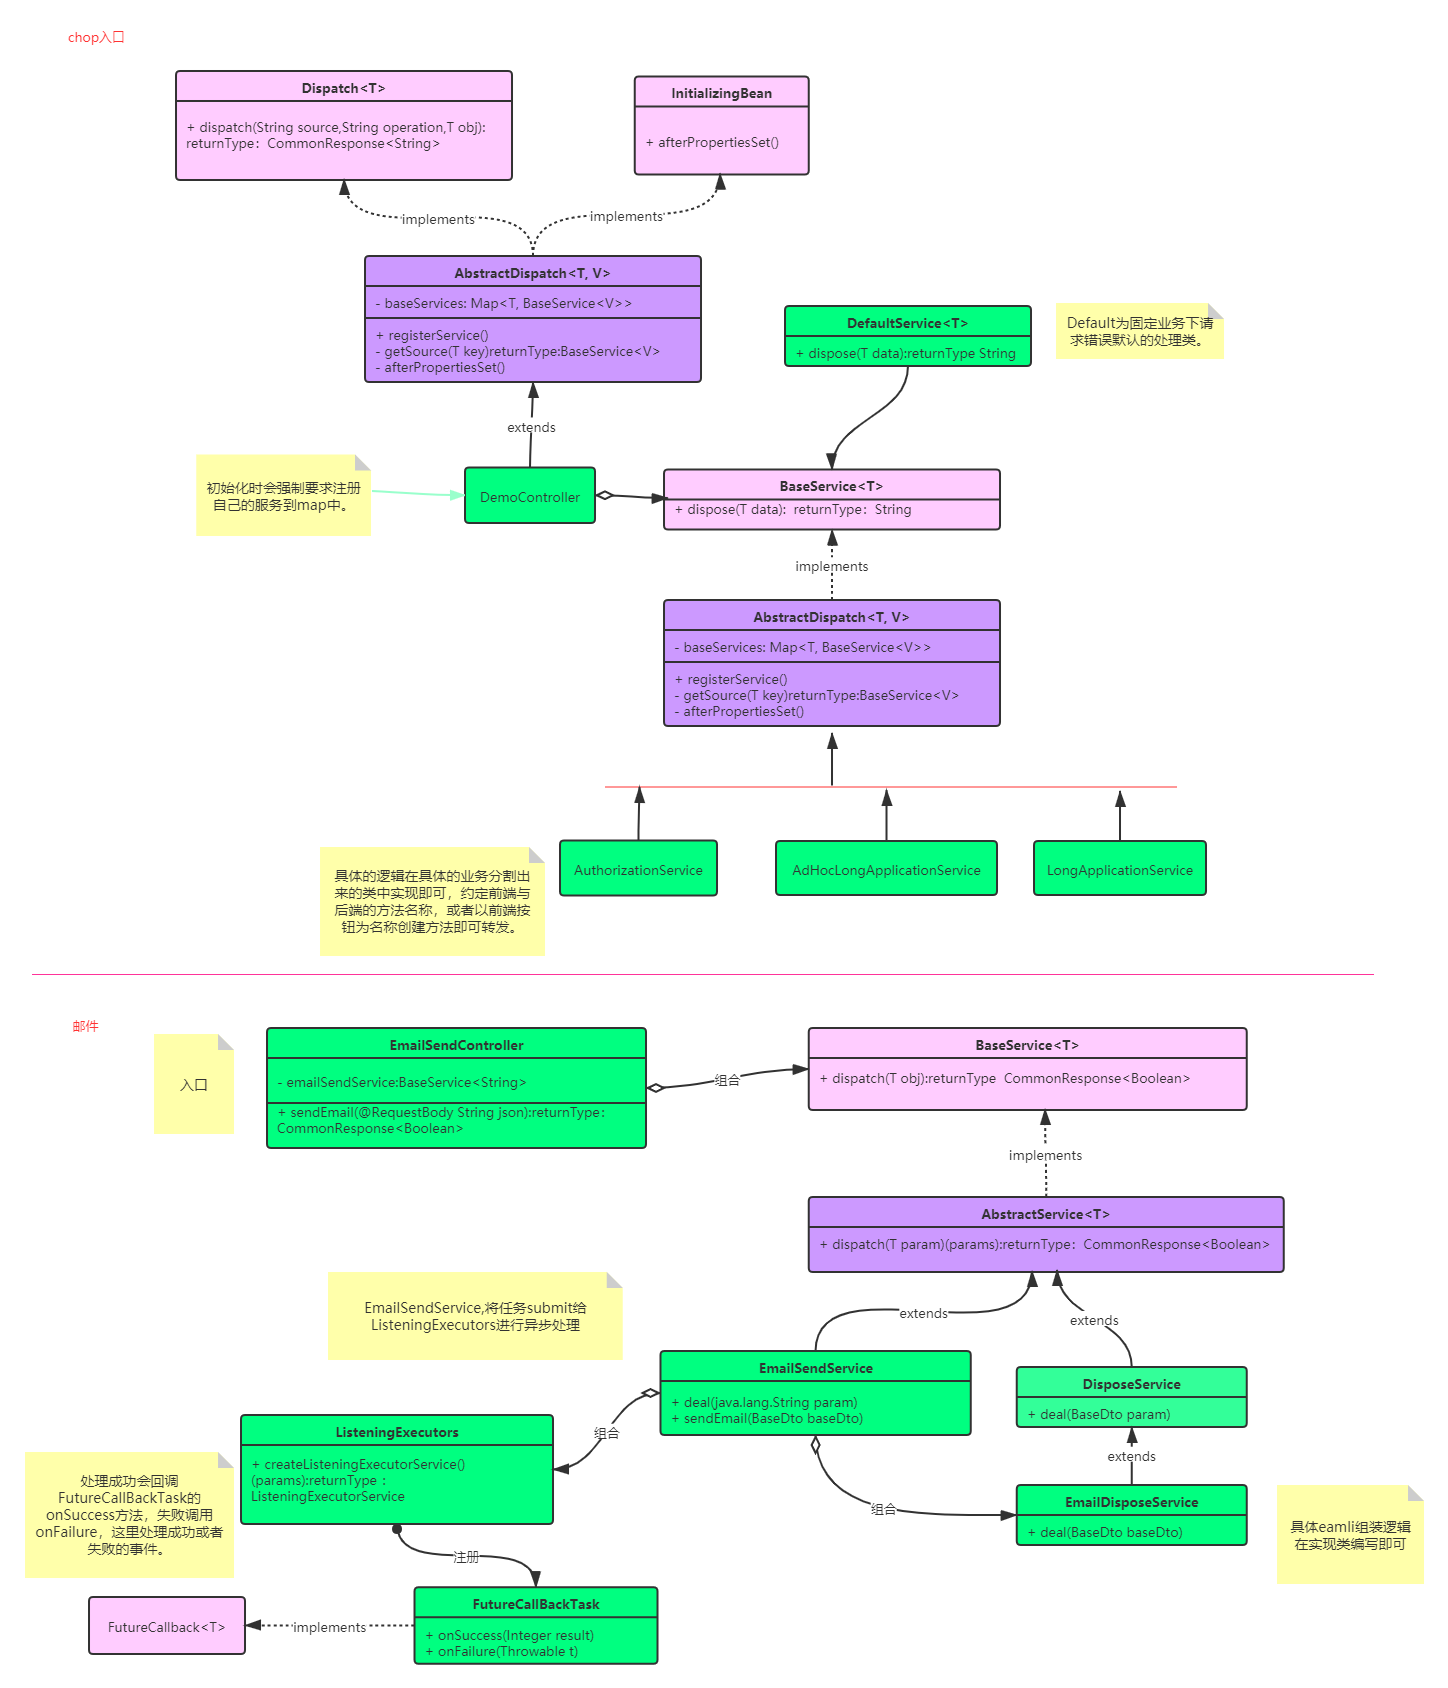 chop入口
Dispatch<T>
+ dispatch(String source,String operation,T obj):
returnType：CommonResponse<String>
InitializingBean
+ afterPropertiesSet()
implements
implements
AbstractDispatch<T, V>
- baseServices: Map<T, BaseService<V>>
+ registerService()
- getSource(T key)returnType:BaseService<V>
- afterPropertiesSet()
DefaultService<T>
+ dispose(T data):returnType String
Default为固定业务下请
求错误默认的处理类。
extends
初始化时会强制要求注册
自己的服务到map中。
DemoController
BaseService<T>
+ dispose(T data): returnType：String
implements
AbstractDispatch<T, V>
- baseServices: Map<T, BaseService<V>>
+ registerService()
- getSource(T key)returnType:BaseService<V>
- afterPropertiesSet()
AuthorizationService
AdHocLongApplicationService
LongApplicationService
具体的逻辑在具体的业务分割出
来的类中实现即可，约定前端与
后端的方法名称，或者以前端按
钮为名称创建方法即可转发。
邮件
入口
EmailSendController
- emailSendService:BaseService<String>
+ sendEmail(@RequestBody String json):returnType：
CommonResponse<Boolean>
组合
BaseService<T>
+ dispatch(T obj):returnType  CommonResponse<Boolean>
implements
AbstractService<T>
+ dispatch(T param)(params):returnType：CommonResponse<Boolean>
EmailSendService,将任务submit给
ListeningExecutors进行异步处理
extends
extends
EmailSendService
+ deal(java.lang.String param)
+ sendEmail(BaseDto baseDto)
DisposeService
+ deal(BaseDto param)
组合
ListeningExecutors
+ createListeningExecutorService()
(params):returnType：
ListeningExecutorService
extends
组合
EmailDisposeService
+ deal(BaseDto baseDto)
具体eamli组装逻辑
在实现类编写即可
处理成功会回调
FutureCallBackTask的
onSuccess方法，失败调用
onFailure，这里处理成功或者
失败的事件。
注册
FutureCallback<T>
implements
FutureCallBackTask
+ onSuccess(Integer result)
+ onFailure(Throwable t)